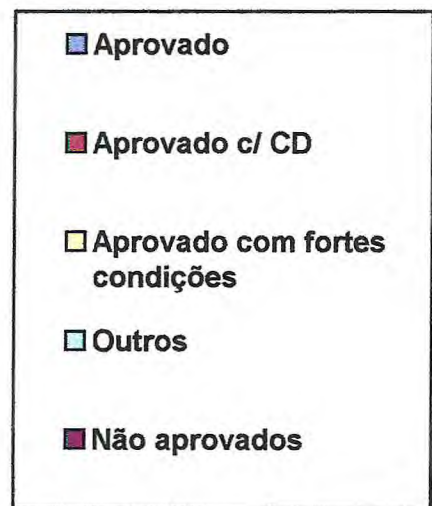 Aprovado
Aprovado c/ CD
Aprovado com fortes
condições
Outros
Não aprovados